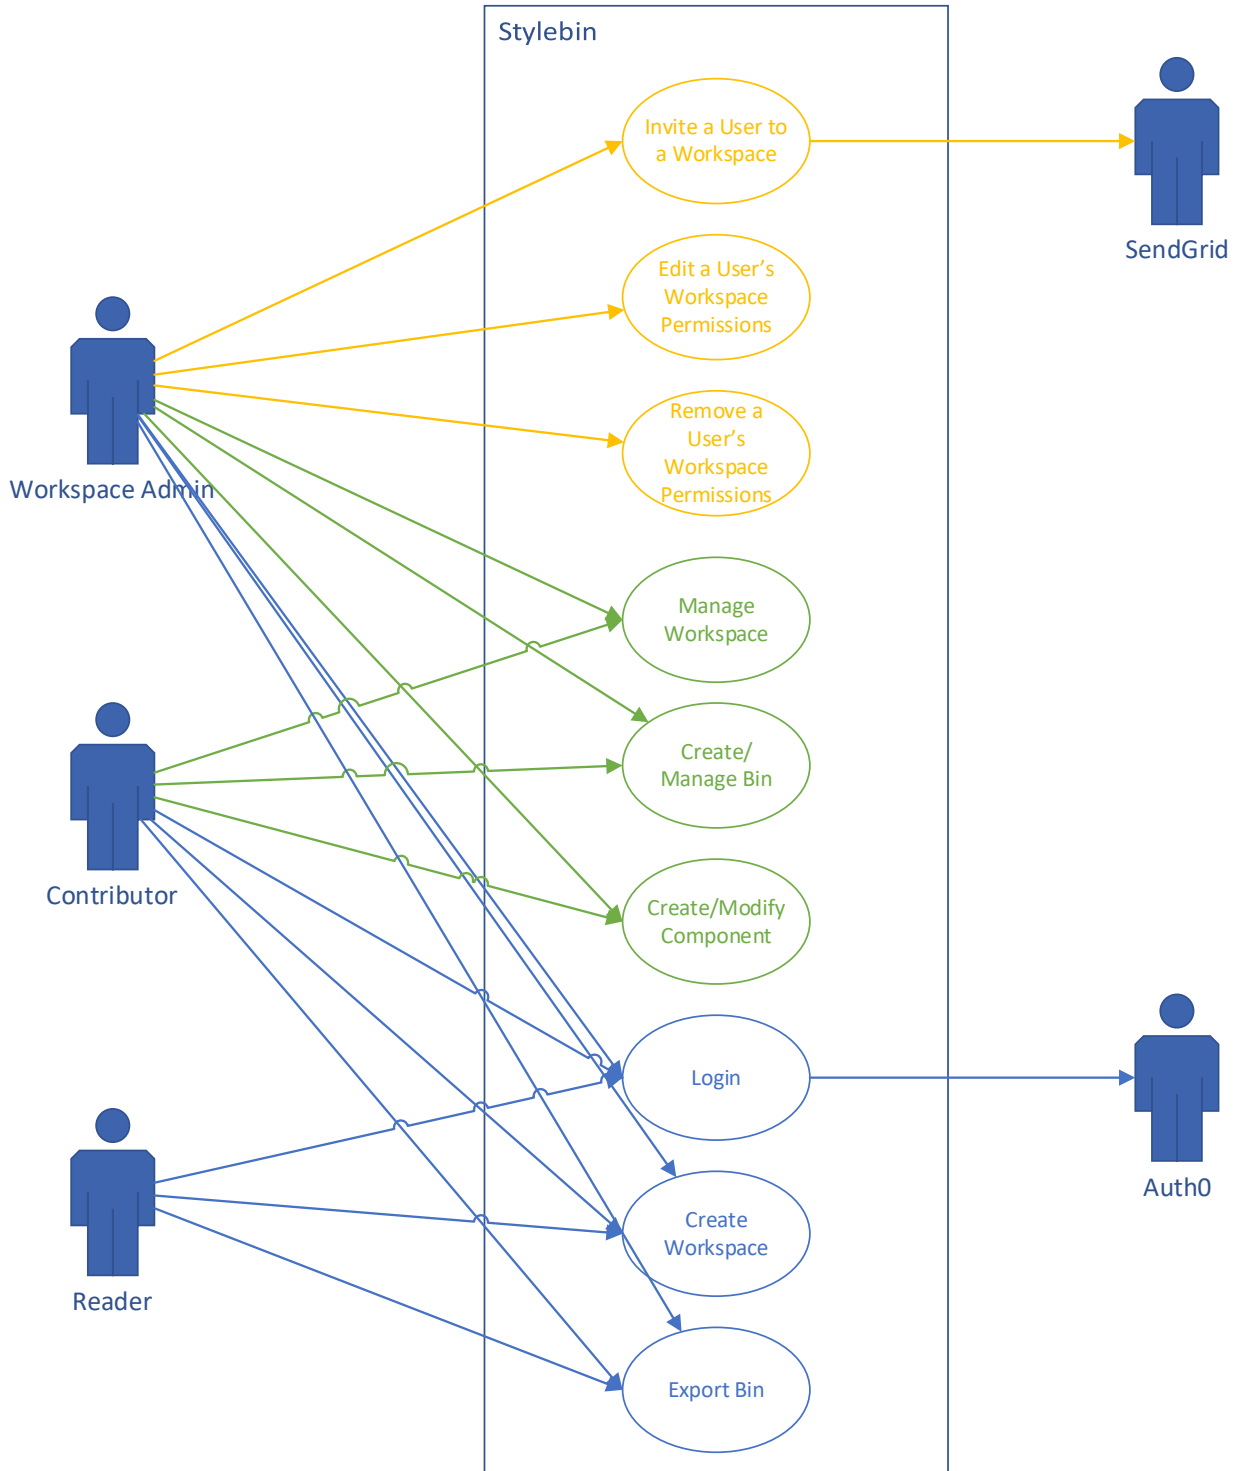 Stylebin
Invite a User to
a Workspace
SendGrid
Edit a User’s
Workspace
Permissions
Remove a
User’s
Workspace
Permissions
Workspace Admin
Manage
Workspace
Create/
Manage Bin
Contributor
Create/Modify
Component
Login
Auth0
Create
Workspace
Reader
Export Bin